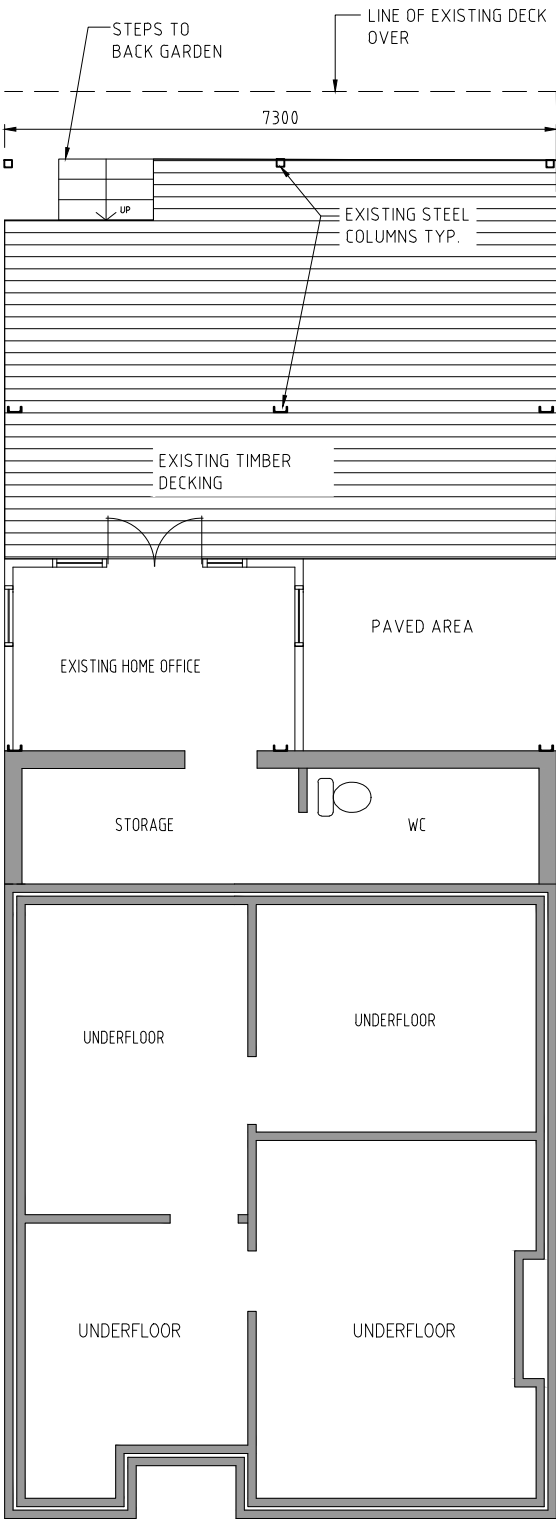 STEPS TO
BACK GARDEN
LINE OF EXISTING DECK
OVER
7300
UP
EXISTING STEEL
COLUMNS TYP.
EXISTING TIMBER
DECKING
PAVED AREA
EXISTING HOME OFFICE
STORAGE
WC
UNDERFLOOR
UNDERFLOOR
UNDERFLOOR
UNDERFLOOR